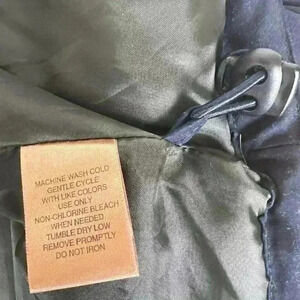 MACHINE WASH COLD
GENTLE CYCLE
WITH LIKE COLORS
USE ONLY
NON-CHLORINE BLEACH
WHEN NEEDED
TUMBLE DRY LOW
REMOVE PROMPTLY
DO NOT IRON